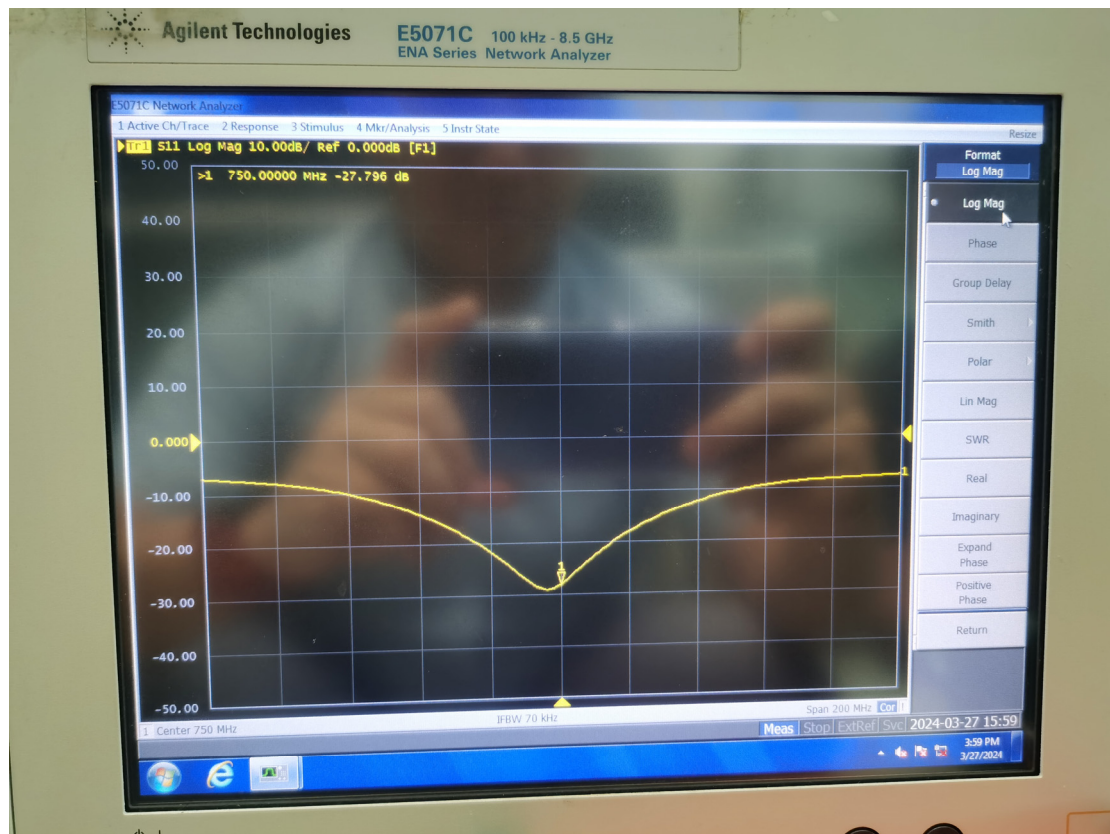 Agilent Technologies
E5071C 100 kHz - 8.5 GHz
ENA Series Network Analyzer
E5071C Network Analyzer
1 Active Ch/Trace 2 Response 3 Stimulus 4 Mkr/Analysis 5 Instr State
Resize
Tr1 S11 Log Mag 10.00dB/ Ref 0.000dB [F1]
50.00
>1 750.00000 MHz -27.796 dB
40.00
30.00
20.00
10.00
0.000
-10.00
-20.00
-30.00
-40.00
-50.00
1
1
Format
Log Mag
Log Mag
Phase
Group Delay
Smith
Polar
Lin Mag
SWR
Real
Imaginary
Expand
Phase
Positive
Phase
Return
1 Center 750 MHz
IFBW 70 kHz
Span 200 MHz Cor !
Meas Stop ExtRef Svc 2024-03-27 15:59
3:59 PM
3/27/2024